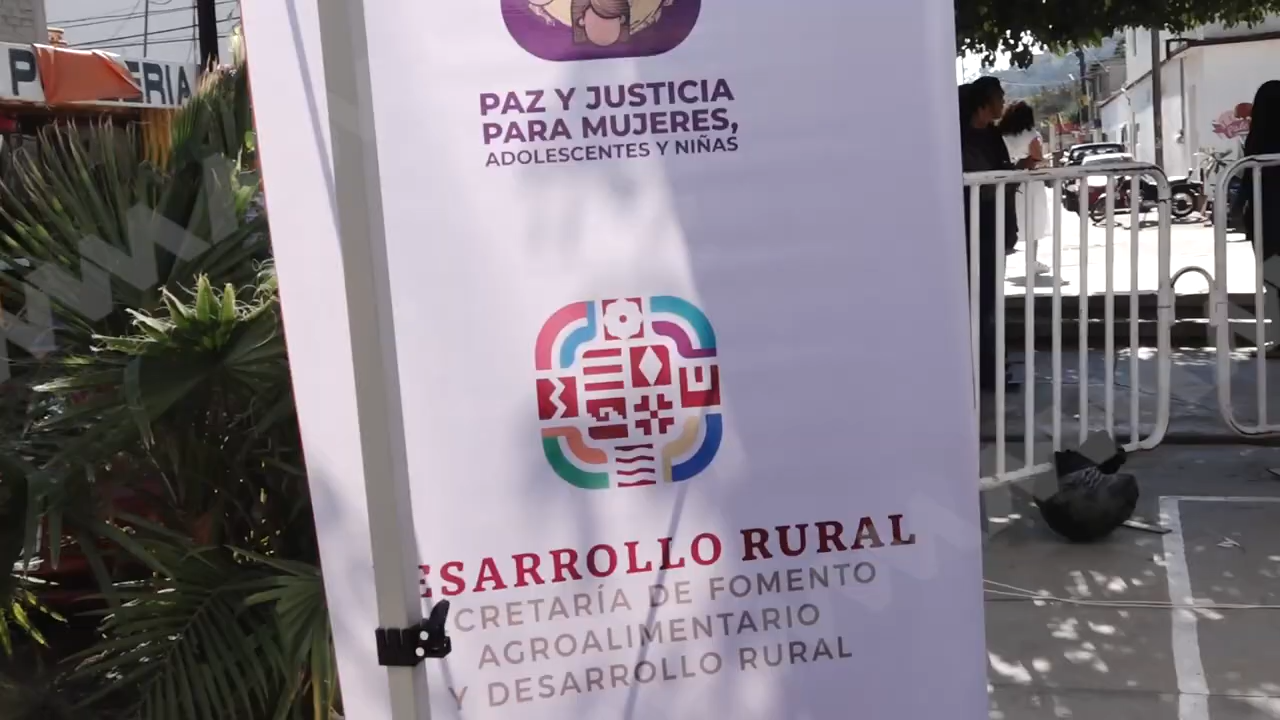 PAZ Y JUSTICIA
PARA MUJERES,
ADOLESCENTES Y NIÑAS
ESARROLLO RURAL
CRETARÍA DE FOMENTO
AGROALIMENTARIO
Y DESARROLLO RURAL